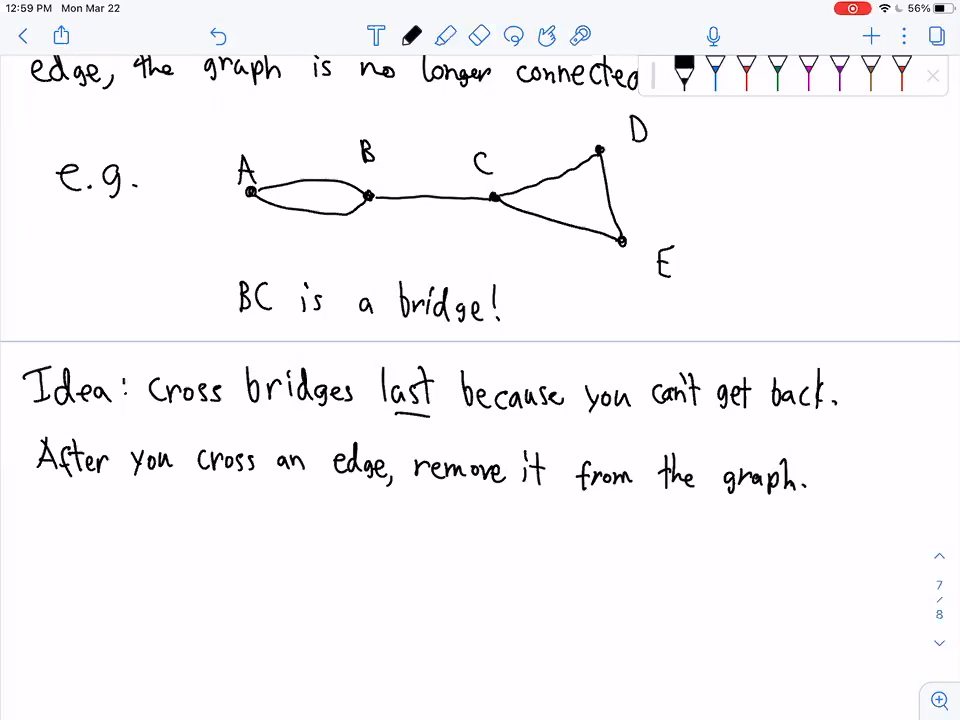 12:59 PM Mon Mar 22
56%
edge, the graph is no longer connected
e.g.
A
B
C
D
E
BC is a bridge!
Idea: cross bridges last because you can't get back.
After you cross an edge, remove it from the graph.
7
/
8